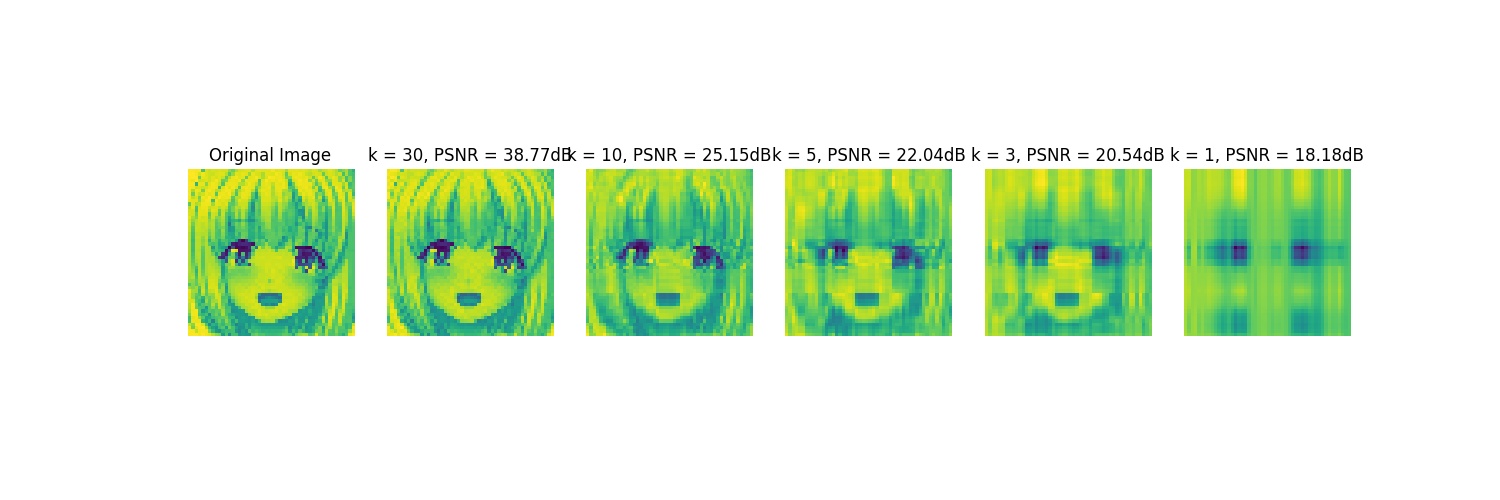 Original Image
k = 30, PSNR = 38.77dB
k = 10, PSNR = 25.15dB
k = 5, PSNR = 22.04dB
k = 3, PSNR = 20.54dB
k = 1, PSNR = 18.18dB